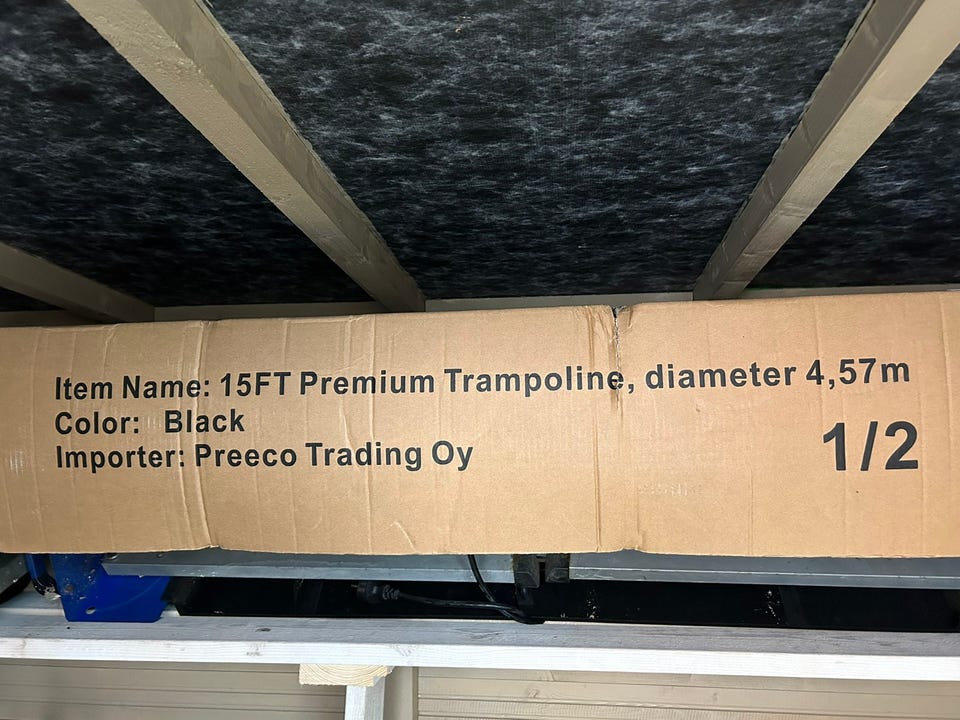 Item Name: 15FT Premium Trampoline, diameter 4,57m
Color: Black
Importer: Preeco Trading Oy
1/2